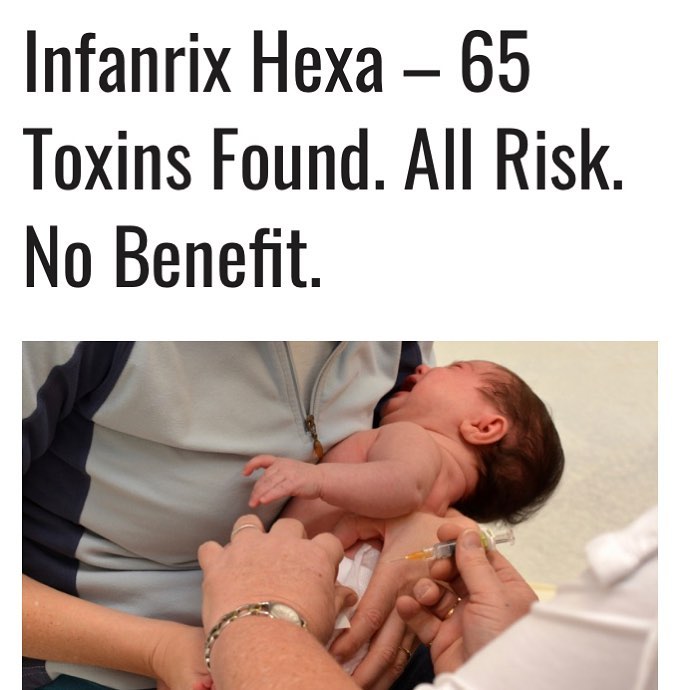 Infanrix Hexa – 65
Toxins Found. All Risk.
No Benefit.